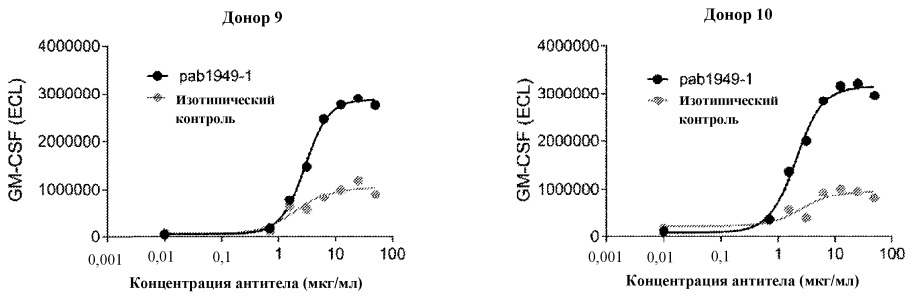 Донор 9
4000000
3000000
2000000
1000000
0
GM-CSF (ECL)
pab1949-1
Изотипический
контроль
0,001 0,01 0,1 1 10 100
Концентрация антитела (мкг/мл)
Донор 10
4000000
3000000
2000000
1000000
0
GM-CSF (ECL)
pab1949-1
Изотипический
контроль
0,001 0,01 0,1 1 10 100
Концентрация антитела (мкг/мл)